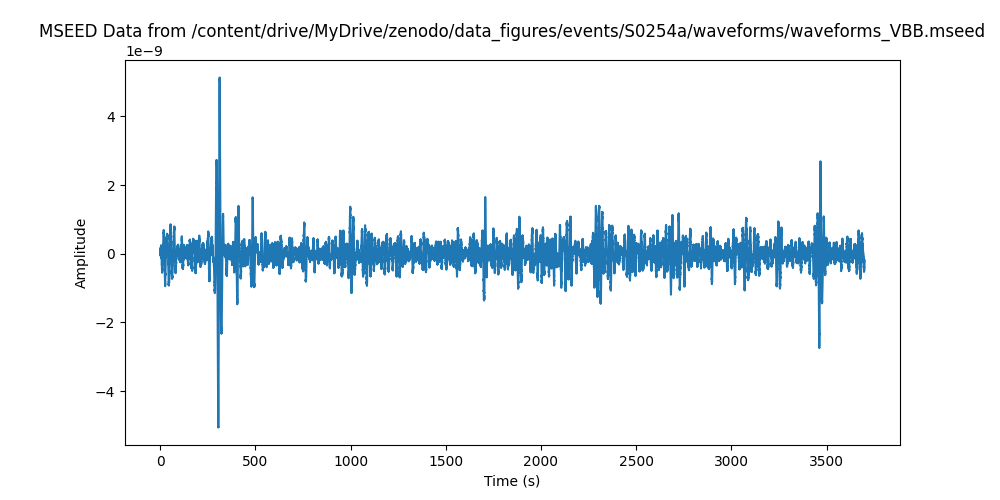 MSEED Data from /content/drive/MyDrive/zenodo/data_figures/events/S0254a/waveforms/waveforms_VBB.mseed
1e−9
4
2
0
−2
−4
Amplitude
0 500 1000 1500 2000 2500 3000 3500
Time (s)